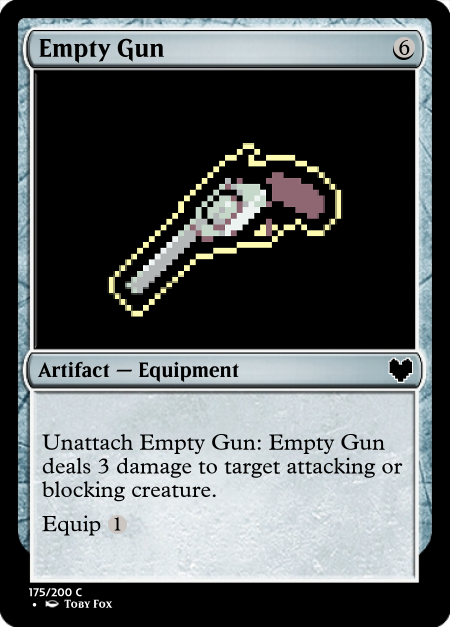 Empty Gun 6
Artifact — Equipment
Unattach Empty Gun: Empty Gun
deals 3 damage to target attacking or
blocking creature.
Equip 1
175/200 C
• Toby Fox